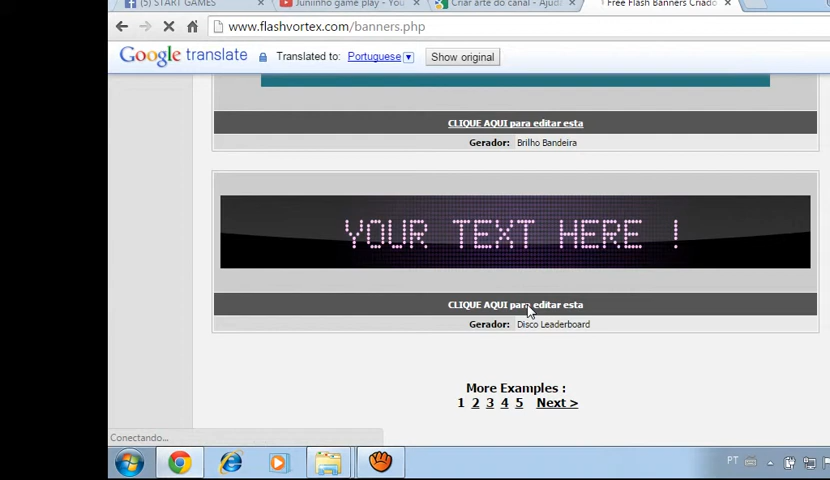 (5) START GAMES
Juniinho game play - You
Criar arte do canal - Ajud
Free Flash Banners Criado
www.flashvortex.com/banners.php
Google translate Translated to: Portuguese Show original
CLIQUE AQUI para editar esta
Gerador: Brilho Bandeira
YOUR TEXT HERE !
CLIQUE AQUI para editar esta
Gerador: Disco Leaderboard
More Examples :
1 2 3 4 5 Next >
Conectando...
PT